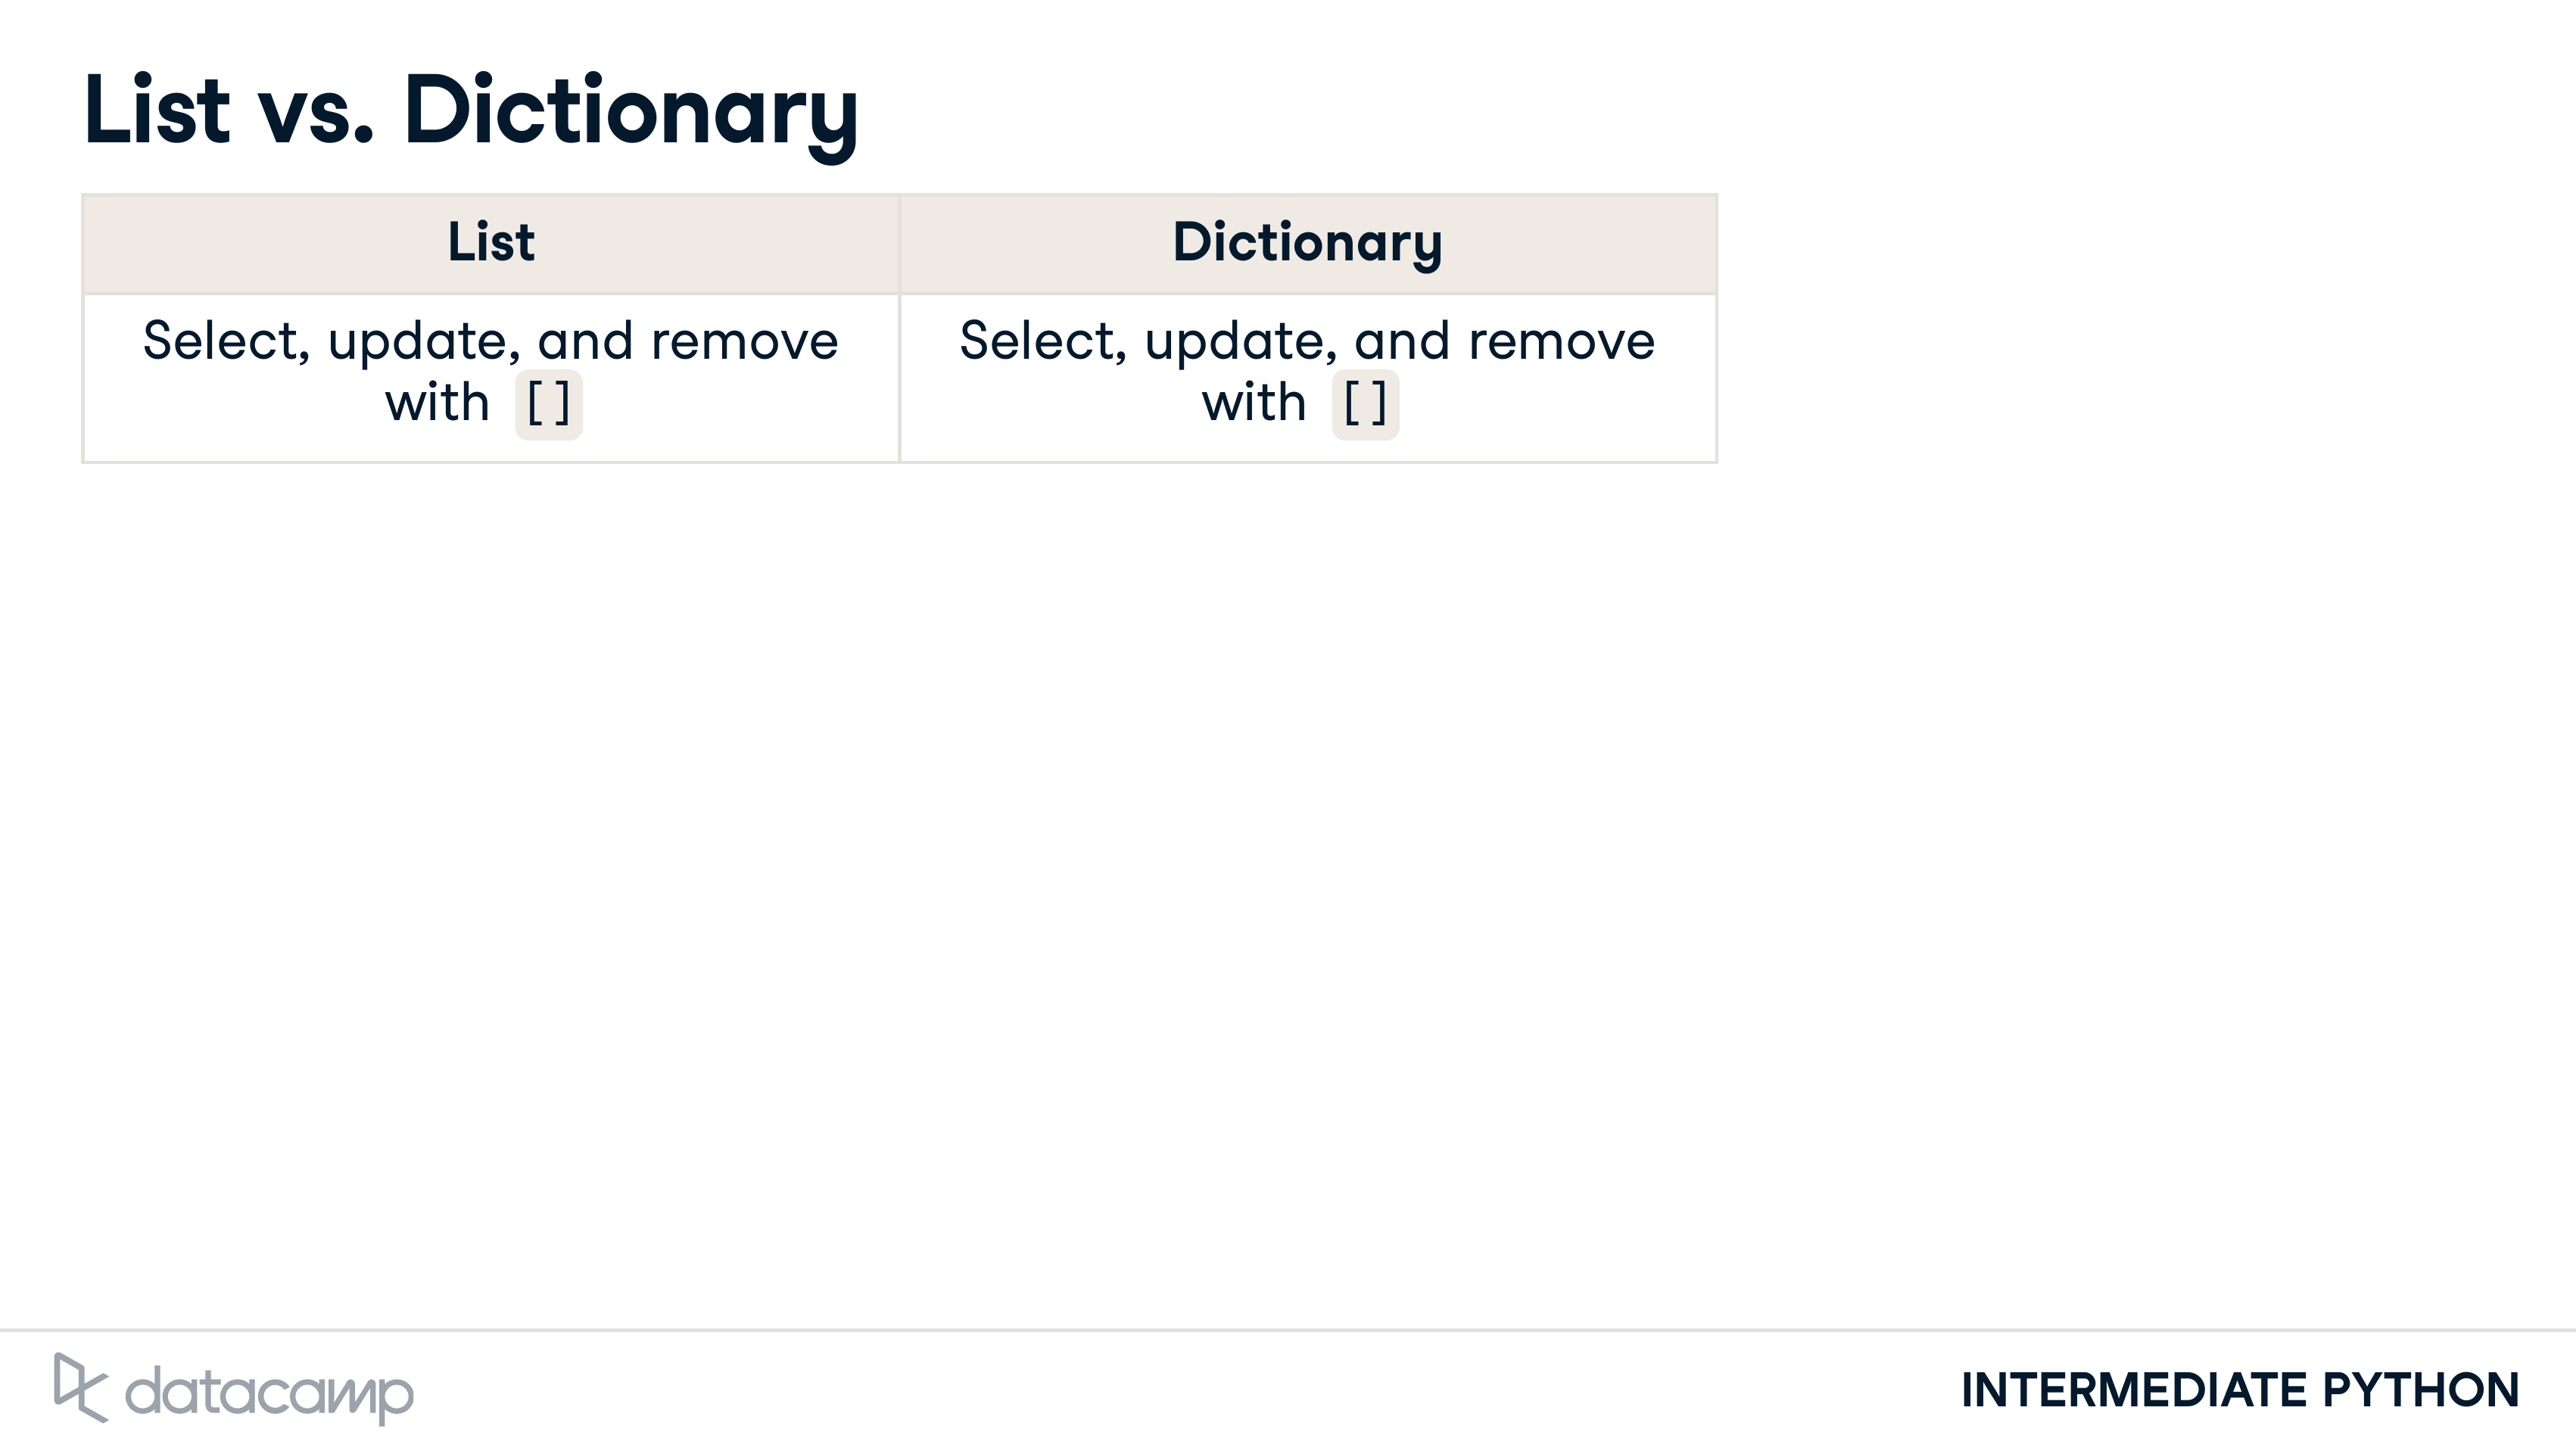 List vs. Dictionary
List
Dictionary
Select, update, and remove
with []
Select, update, and remove
with []
datacamp
INTERMEDIATE PYTHON